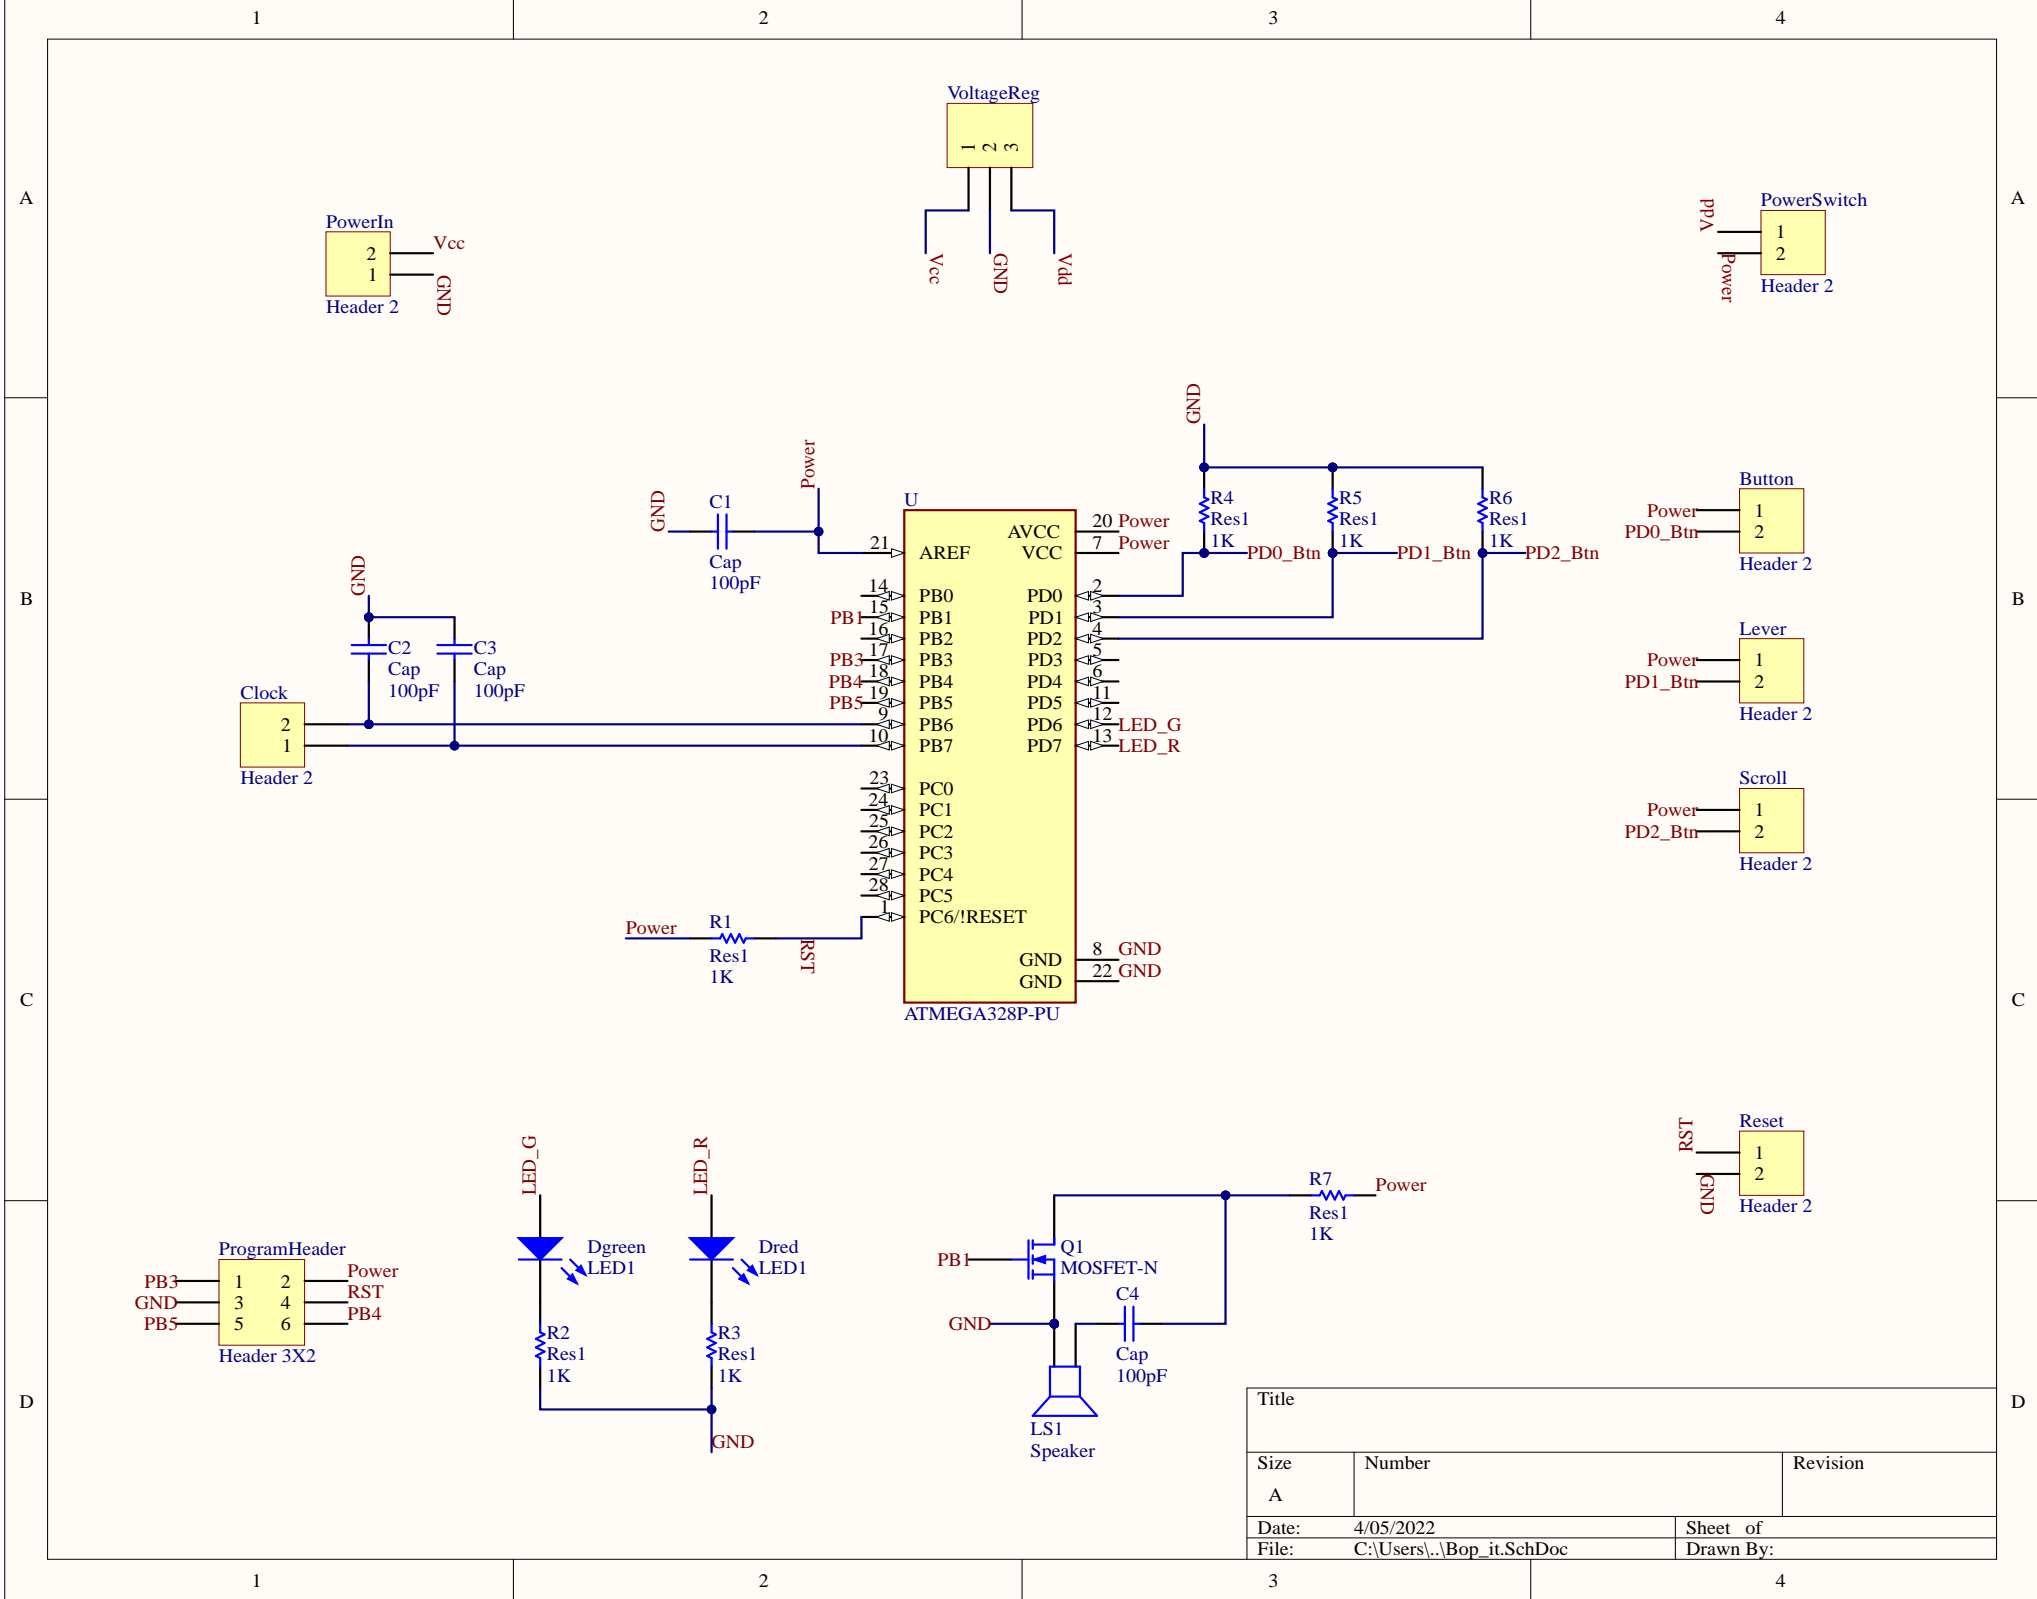 1 2 3 4
A
A
VoltageReg
1 2 3
Vcc GND Vdd
PowerIn
2 Vcc
1 GND
Header 2
PowerSwitch
Vdd 1
Power 2
Header 2
B
B
GND
C1
Cap
100pF
Power
U
21 AREF
14 PB0
PB1 15 PB1
16 PB2
PB3 17 PB3
PB4 18 PB4
PB5 19 PB5
9 PB6
10 PB7
23 PC0
24 PC1
25 PC2
26 PC3
27 PC4
28 PC5
1 PC6/!RESET
AVCC 20 Power
VCC 7 Power
PD0 2
PD1 3
PD2 4
PD3 5
PD4 6
PD5 11
PD6 12 LED_G
PD7 13 LED_R
GND 8 GND
GND 22 GND
ATMEGA328P-PU
GND
R4
Res1
1K
PD0_Btn
R5
Res1
1K
PD1_Btn
R6
Res1
1K
PD2_Btn
GND
C2
Cap
100pF
C3
Cap
100pF
Clock
2
1
Header 2
Button
Power 1
PD0_Btn 2
Header 2
Lever
Power 1
PD1_Btn 2
Header 2
Scroll
Power 1
PD2_Btn 2
Header 2
C
C
Power
R1
Res1
1K
RST
Reset
RST 1
GND 2
Header 2
D
D
ProgramHeader
PB3 1 2 Power
GND 3 4 RST
PB5 5 6 PB4
Header 3X2
LED_G
Dgreen
LED1
R2
Res1
1K
LED_R
Dred
LED1
R3
Res1
1K
GND
R7
Res1
1K
Power
PB1
Q1
MOSFET-N
GND
C4
Cap
100pF
LS1
Speaker
Title
Size
A
Number
Revision
Date: 4/05/2022
Sheet of
File: C:\Users\..\Bop_it.SchDoc
Drawn By:
1 2 3 4